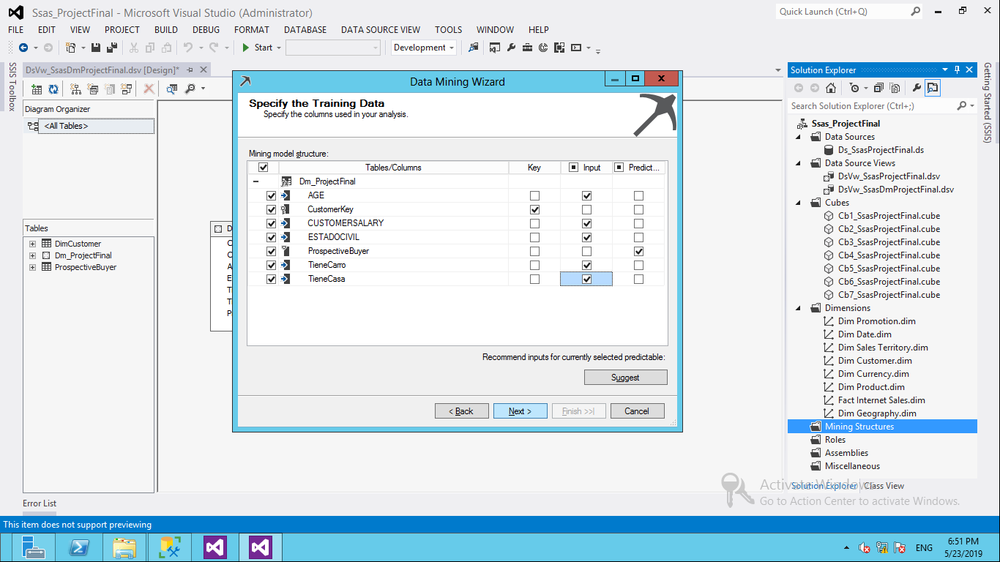 Ssas_ProjectFinal - Microsoft Visual Studio (Administrator)
Quick Launch (Ctrl+Q)
FILE EDIT VIEW PROJECT BUILD DEBUG FORMAT DATABASE DATA SOURCE VIEW TOOLS WINDOW HELP
Start Development
SSIS Toolbox
DsVw_SsasDmProjectFinal.dsv [Design]*
Diagram Organizer
<All Tables>
Tables
DimCustomer
Dm_ProjectFinal
ProspectiveBuyer
Data Mining Wizard
Specify the Training Data
Specify the columns used in your analysis.
Mining model structure:
Tables/Columns Key Input Predict...
Dm_ProjectFinal
AGE
CustomerKey
CUSTOMERSALARY
ESTADOCIVIL
ProspectiveBuyer
TieneCarro
TieneCasa
Recommend inputs for currently selected predictable:
Suggest
< Back Next > Finish >>| Cancel
Solution Explorer
Search Solution Explorer (Ctrl+;)
Ssas_ProjectFinal
Data Sources
Ds_SsasProjectFinal.ds
Data Source Views
DsVw_SsasProjectFinal.dsv
DsVw_SsasDmProjectFinal.dsv
Cubes
Cb1_SsasProjectFinal.cube
Cb2_SsasProjectFinal.cube
Cb3_SsasProjectFinal.cube
Cb4_SsasProjectFinal.cube
Cb5_SsasProjectFinal.cube
Cb6_SsasProjectFinal.cube
Cb7_SsasProjectFinal.cube
Dimensions
Dim Promotion.dim
Dim Date.dim
Dim Sales Territory.dim
Dim Customer.dim
Dim Currency.dim
Dim Product.dim
Fact Internet Sales.dim
Dim Geography.dim
Mining Structures
Roles
Assemblies
Miscellaneous
Solution Explorer Class View
Getting Started (SSIS)
Activate Windows
Go to Action Center to activate Windows.
Error List
This item does not support previewing
ENG
6:51 PM
5/23/2019